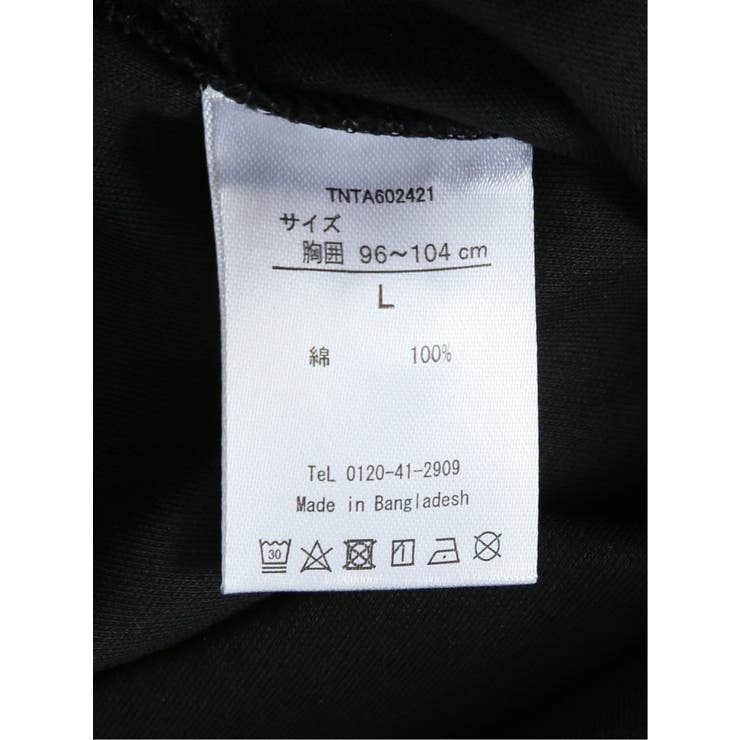 TNTA602421
サイズ
胸囲 96～104 cm
L
綿 100%
TeL 0120-41-2909
Made in Bangladesh
30